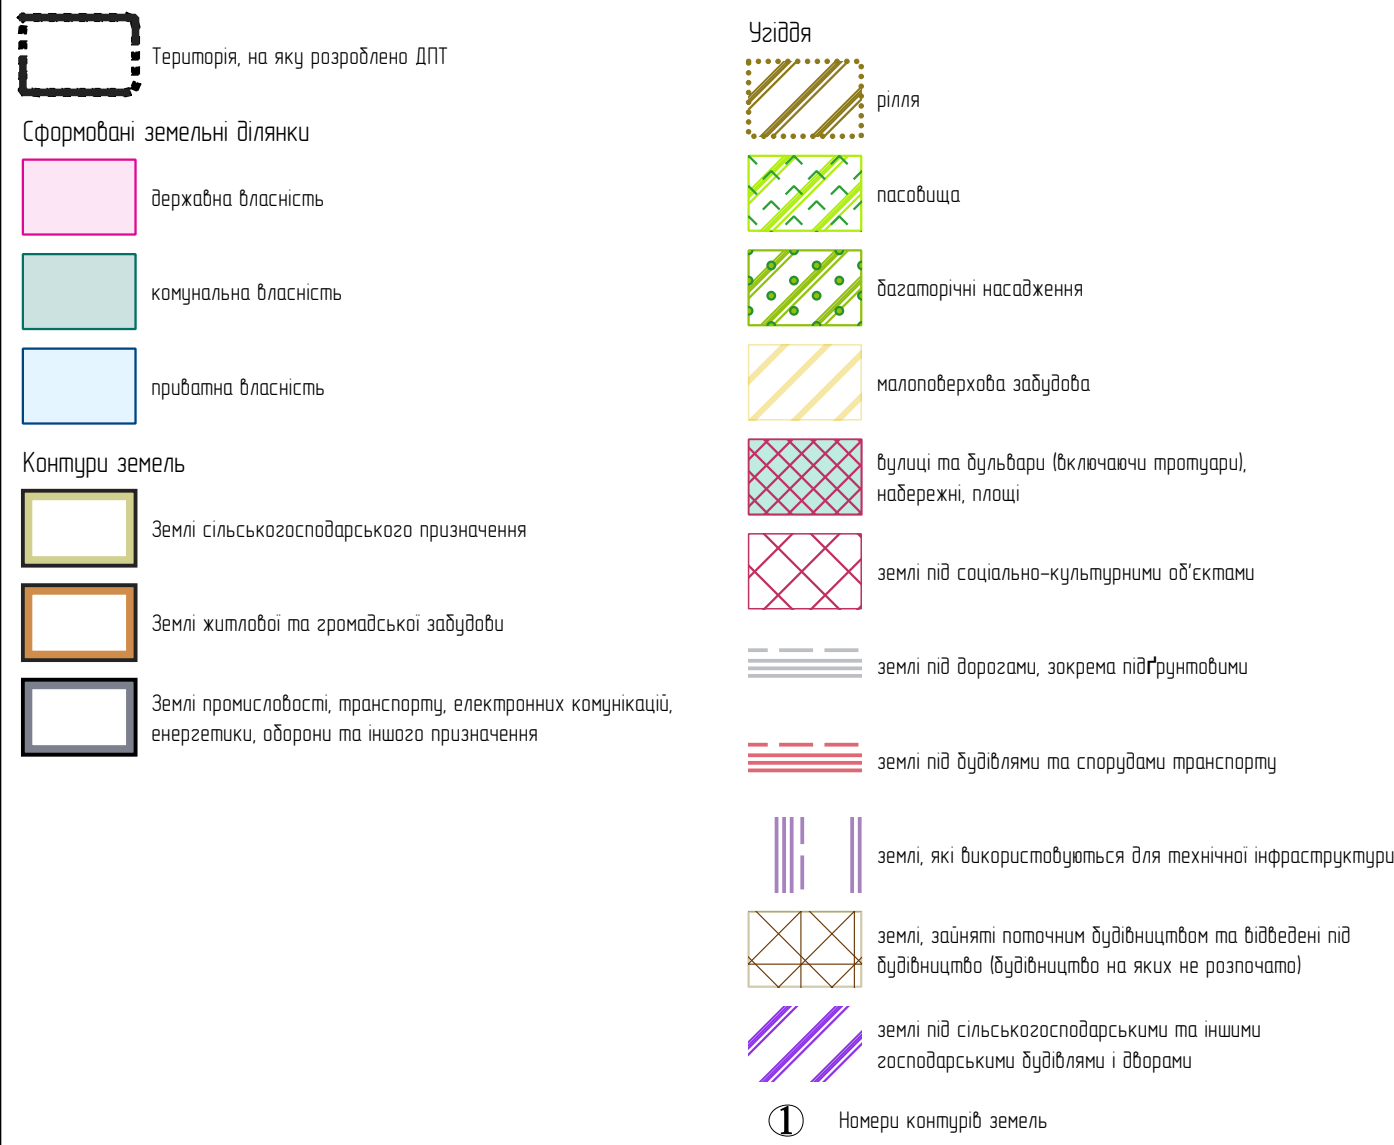 Територія, на яку розроблено ДПТ
Сформовані земельні ділянки
державна власність
комунальна власність
приватна власність
Контури земель
Землі сільськогосподарського призначення
Землі житлової та громадської забудови
Землі промисловості, транспорту, електронних комунікацій,
енергетики, оборони та іншого призначення
Угіддя
рілля
пасовища
багаторічні насадження
малоповерхова забудова
вулиці та бульвари (включаючи тротуари),
набережні, площі
землі під соціально-культурними об'єктами
землі під дорогами, зокрема підґрунтовими
землі під будівлями та спорудами транспорту
землі, які використовуються для технічної інфраструктури
землі, зайняті поточним будівництвом та відведені під
будівництво (будівництво на яких не розпочато)
землі під сільськогосподарськими та іншими
господарськими будівлями і дворами
1 Номери контурів земель